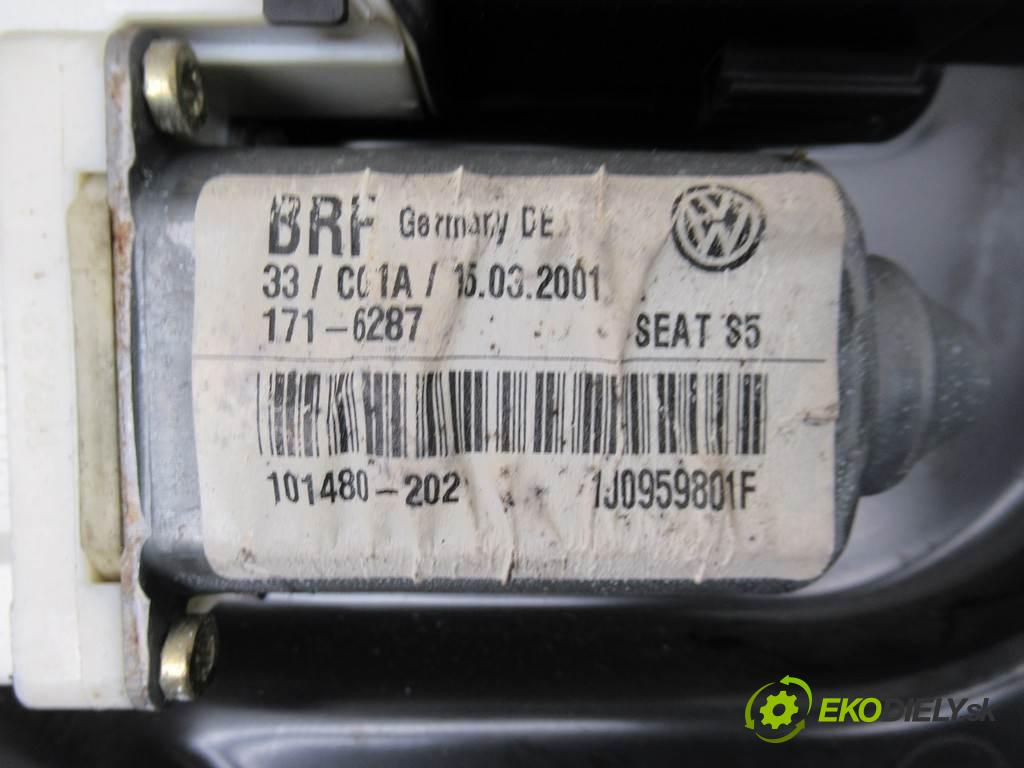 BRF Germany DE
33 / C01A / 15.03.2001
171-6287 SEAT S5
101480-202 1J0959801F
EKODIELY.sk